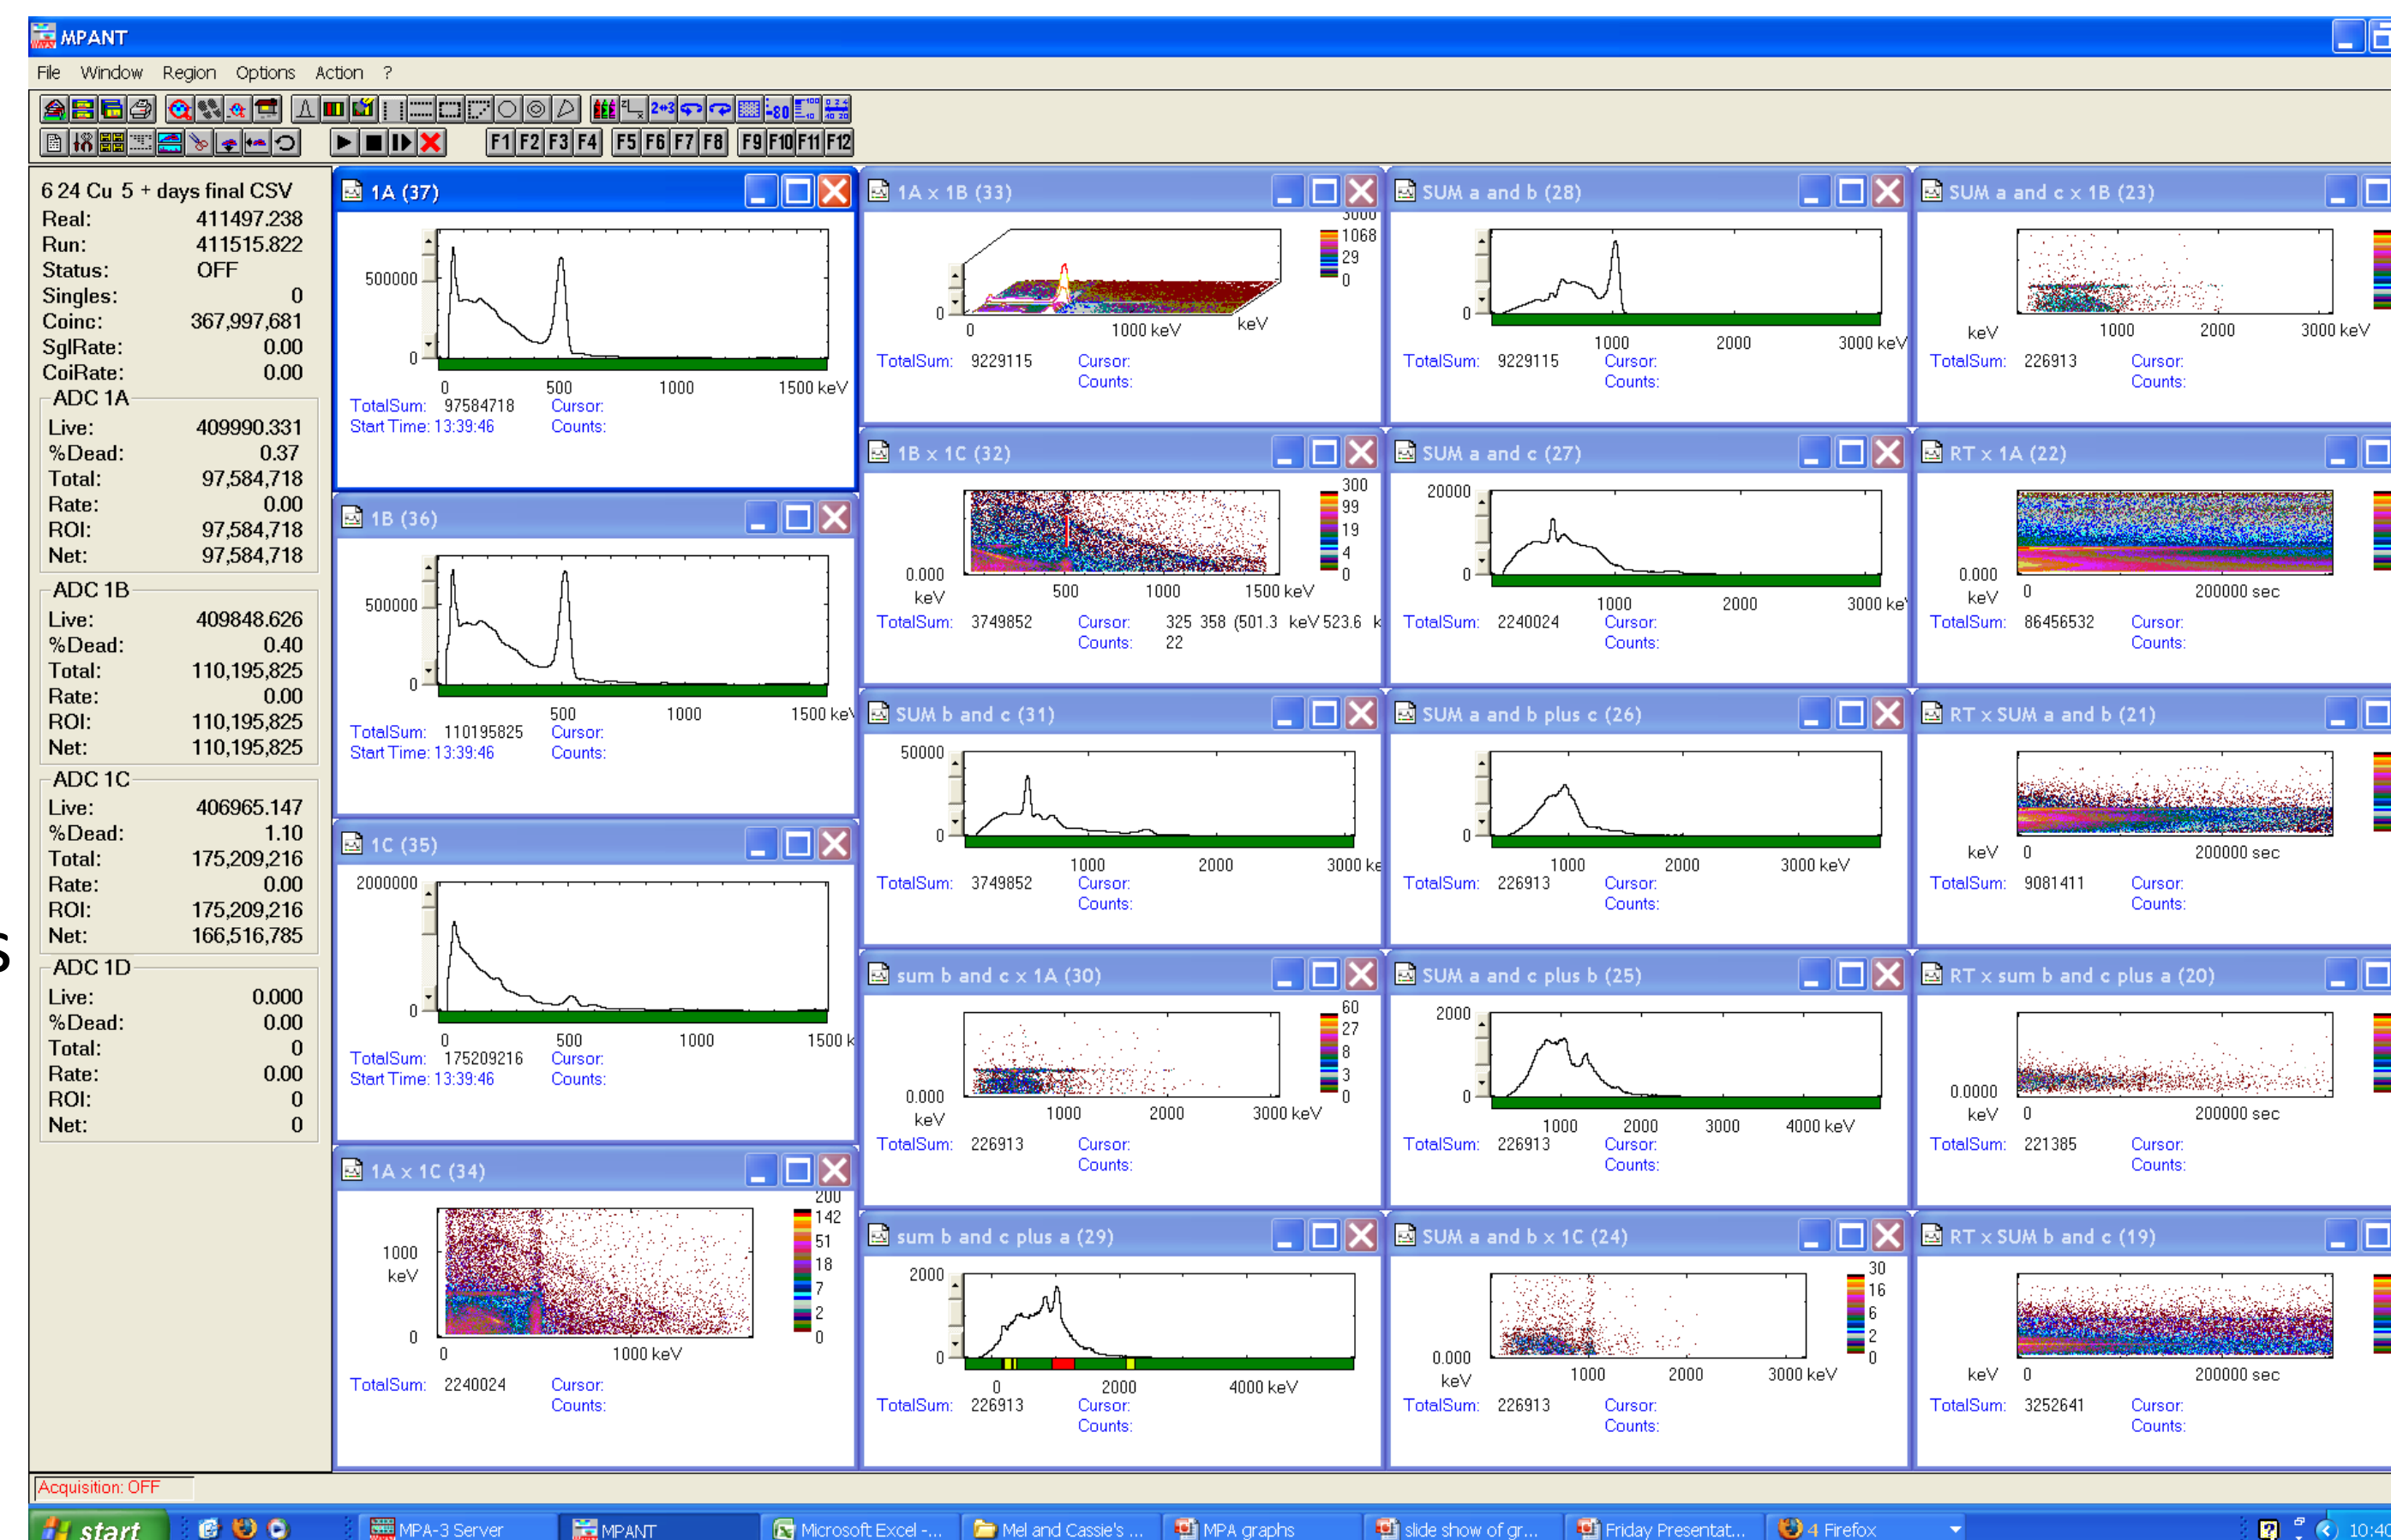 MPANT
File Window Region Options Action ?
F1 F2 F3 F4 F5 F6 F7 F8 F9 F10 F11 F12
6 24 Cu 5 + days final CSV
Real: 411497.238
Run: 411515.822
Status: OFF
Singles: 0
Coinc: 367,997,681
SglRate: 0.00
CoiRate: 0.00
ADC 1A
Live: 409990.331
%Dead: 0.37
Total: 97,584,718
Rate: 0.00
ROI: 97,584,718
Net: 97,584,718
ADC 1B
Live: 409848.626
%Dead: 0.40
Total: 110,195,825
Rate: 0.00
ROI: 110,195,825
Net: 110,195,825
ADC 1C
Live: 406965.147
%Dead: 1.10
Total: 175,209,216
Rate: 0.00
ROI: 175,209,216
Net: 166,516,785
ADC 1D
Live: 0.000
%Dead: 0.00
Total: 0
Rate: 0.00
ROI: 0
Net: 0
s
1A (37)
500000
0
0 500 1000 1500 keV
TotalSum: 97584718 Cursor:
Start Time: 13:39:46 Counts:
1B (36)
500000
0
500 1000 1500 keV
TotalSum: 110195825 Cursor:
Start Time: 13:39:46 Counts:
1C (35)
2000000
0
0 500 1000 1500 k
TotalSum: 175209216 Cursor:
Start Time: 13:39:46 Counts:
1A x 1C (34)
200
142
51
18
7
2
0
1000
keV
0
0 1000 keV
TotalSum: 2240024 Cursor:
Counts:
1A x 1B (33)
3000
1068
29
0
0
0 1000 keV keV
TotalSum: 9229115 Cursor:
Counts:
1B x 1C (32)
300
99
19
4
0
0.000
keV
500 1000 1500 keV
TotalSum: 3749852 Cursor: 325 358 (501.3 keV 523.6 k
Counts: 22
SUM b and c (31)
50000
0
1000 2000 3000 ke
TotalSum: 3749852 Cursor:
Counts:
sum b and c x 1A (30)
60
27
8
3
0
0.000
keV
1000 2000 3000 keV
TotalSum: 226913 Cursor:
Counts:
sum b and c plus a (29)
2000
0
0 2000 4000 keV
TotalSum: 226913 Cursor:
Counts:
SUM a and b (28)
0
1000 2000 3000 keV
TotalSum: 9229115 Cursor:
Counts:
SUM a and c (27)
20000
0
1000 2000 3000 ke
TotalSum: 2240024 Cursor:
Counts:
SUM a and b plus c (26)
0
1000 2000 3000 keV
TotalSum: 226913 Cursor:
Counts:
SUM a and c plus b (25)
2000
0
1000 2000 3000 4000 keV
TotalSum: 226913 Cursor:
Counts:
SUM a and b x 1C (24)
30
16
6
2
0
0.000
keV
1000 2000 3000 keV
TotalSum: 226913 Cursor:
Counts:
SUM a and c x 1B (23)
keV 1000 2000 3000 keV
TotalSum: 226913 Cursor:
Counts:
RT x 1A (22)
0.000
keV
0 200000 sec
TotalSum: 86456532 Cursor:
Counts:
RT x SUM a and b (21)
keV 0 200000 sec
TotalSum: 9081411 Cursor:
Counts:
RT x sum b and c plus a (20)
0.0000
keV
0 200000 sec
TotalSum: 221385 Cursor:
Counts:
RT x SUM b and c (19)
keV 0 200000 sec
TotalSum: 3252641 Cursor:
Counts:
Acquisition: OFF
start MPA-3 Server MPANT Microsoft Excel -... Mel and Cassie's ... MPA graphs slide show of gr... Friday Presentat... 4 Firefox 10:40